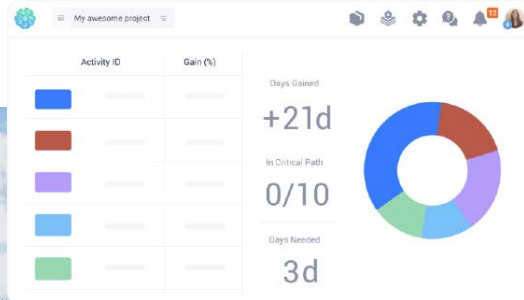 My awesome project
12
Activity ID
Gain (%)
Days Gained
+21d
In Critical Path
0/10
Days Needed
3d